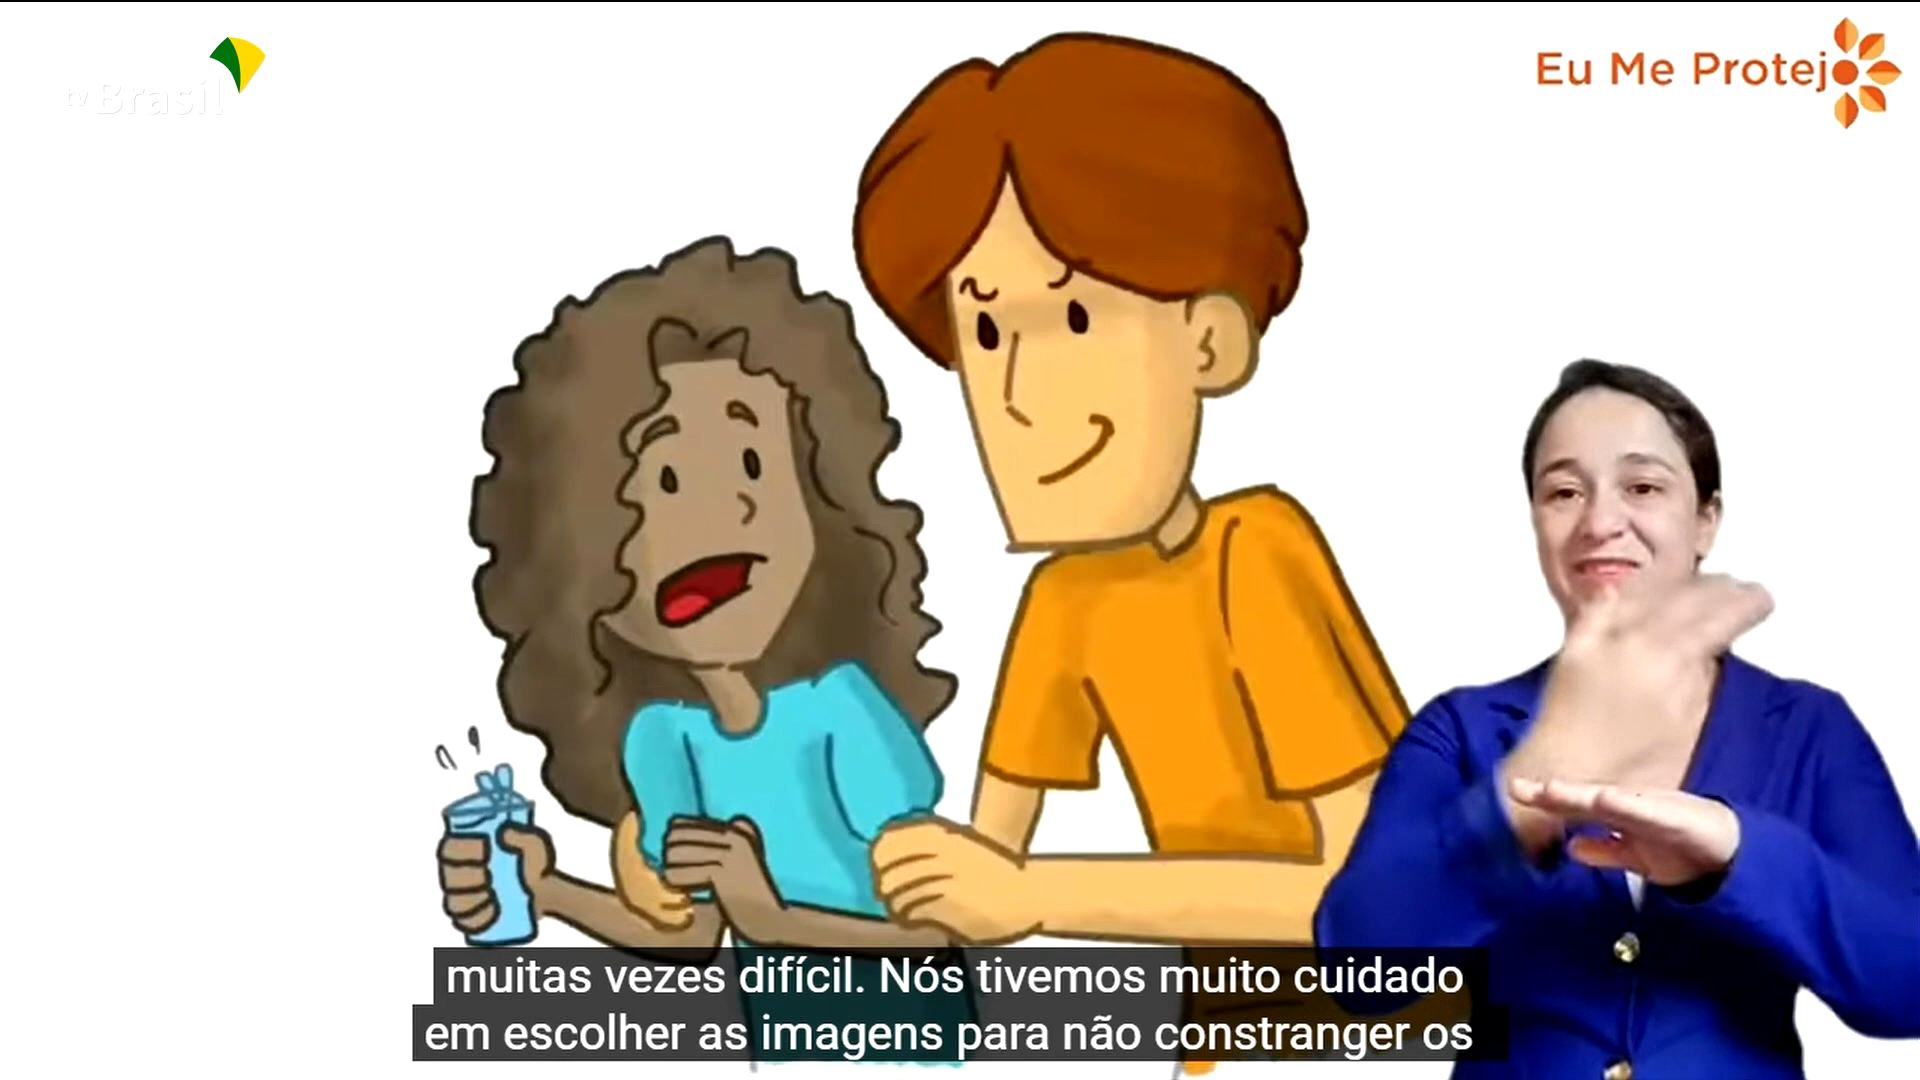 tv Brasil
Eu Me Protejo
muitas vezes difícil. Nós tivemos muito cuidado
em escolher as imagens para não constranger os